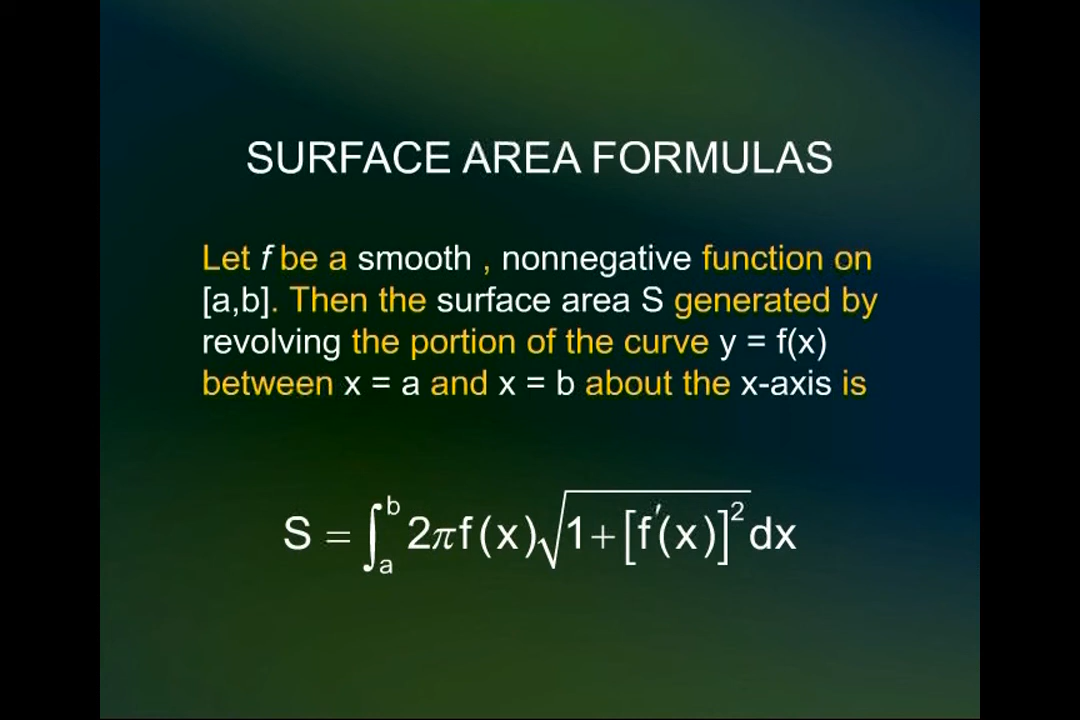 SURFACE AREA FORMULAS
Let f be a smooth , nonnegative function on
[a,b]. Then the surface area S generated by
revolving the portion of the curve y = f(x)
between x = a and x = b about the x-axis is
S = ∫_a^b 2πf(x)√(1+[f′(x)]²) dx